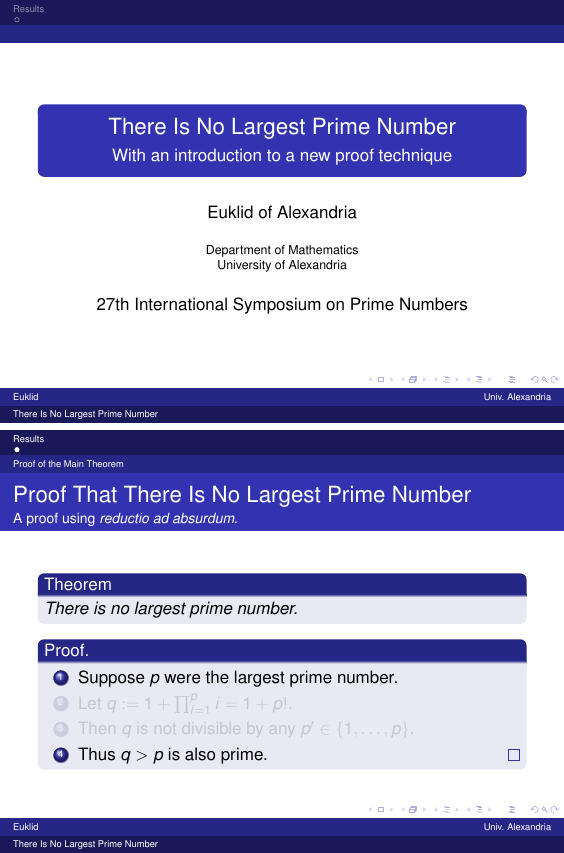 Results
There Is No Largest Prime Number
With an introduction to a new proof technique
Euklid of Alexandria
Department of Mathematics
University of Alexandria
27th International Symposium on Prime Numbers
Euklid Univ. Alexandria
There Is No Largest Prime Number
Results
Proof of the Main Theorem
Proof That There Is No Largest Prime Number
A proof using reductio ad absurdum.
Theorem
There is no largest prime number.
Proof.
1 Suppose p were the largest prime number.
2 Let q := 1 + ∏ᵖᵢ₌₁ i = 1 + p!.
3 Then q is not divisible by any p′ ∈ {1, . . . , p}.
4 Thus q > p is also prime.
Euklid Univ. Alexandria
There Is No Largest Prime Number